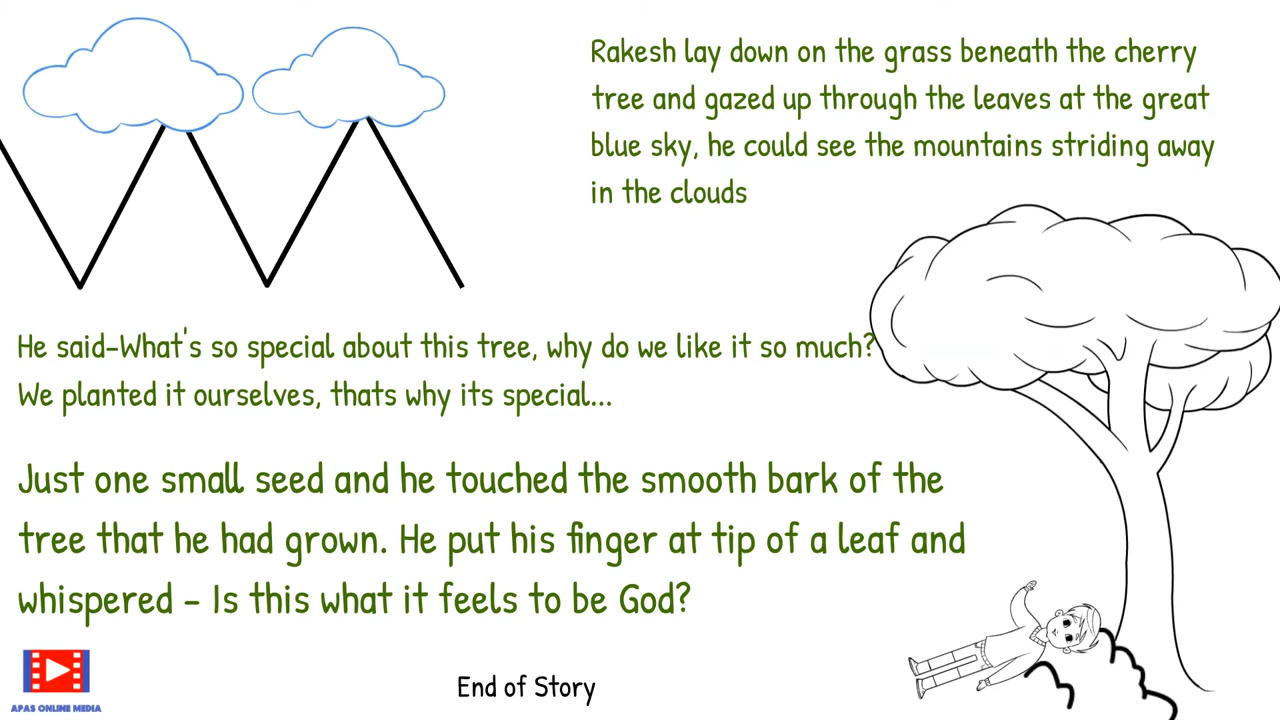 Rakesh lay down on the grass beneath the cherry
tree and gazed up through the leaves at the great
blue sky, he could see the mountains striding away
in the clouds
He said-What's so special about this tree, why do we like it so much?
We planted it ourselves, thats why its special...
Just one small seed and he touched the smooth bark of the
tree that he had grown. He put his finger at tip of a leaf and
whispered - Is this what it feels to be God?
End of Story
APAS ONLINE MEDIA